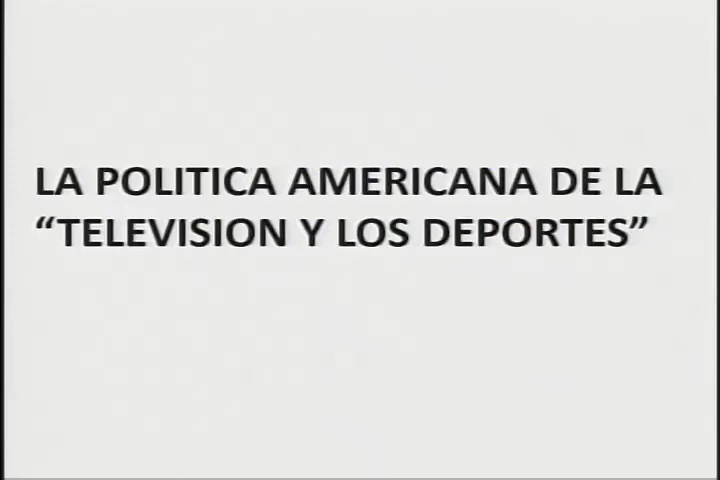 LA POLITICA AMERICANA DE LA
“TELEVISION Y LOS DEPORTES”